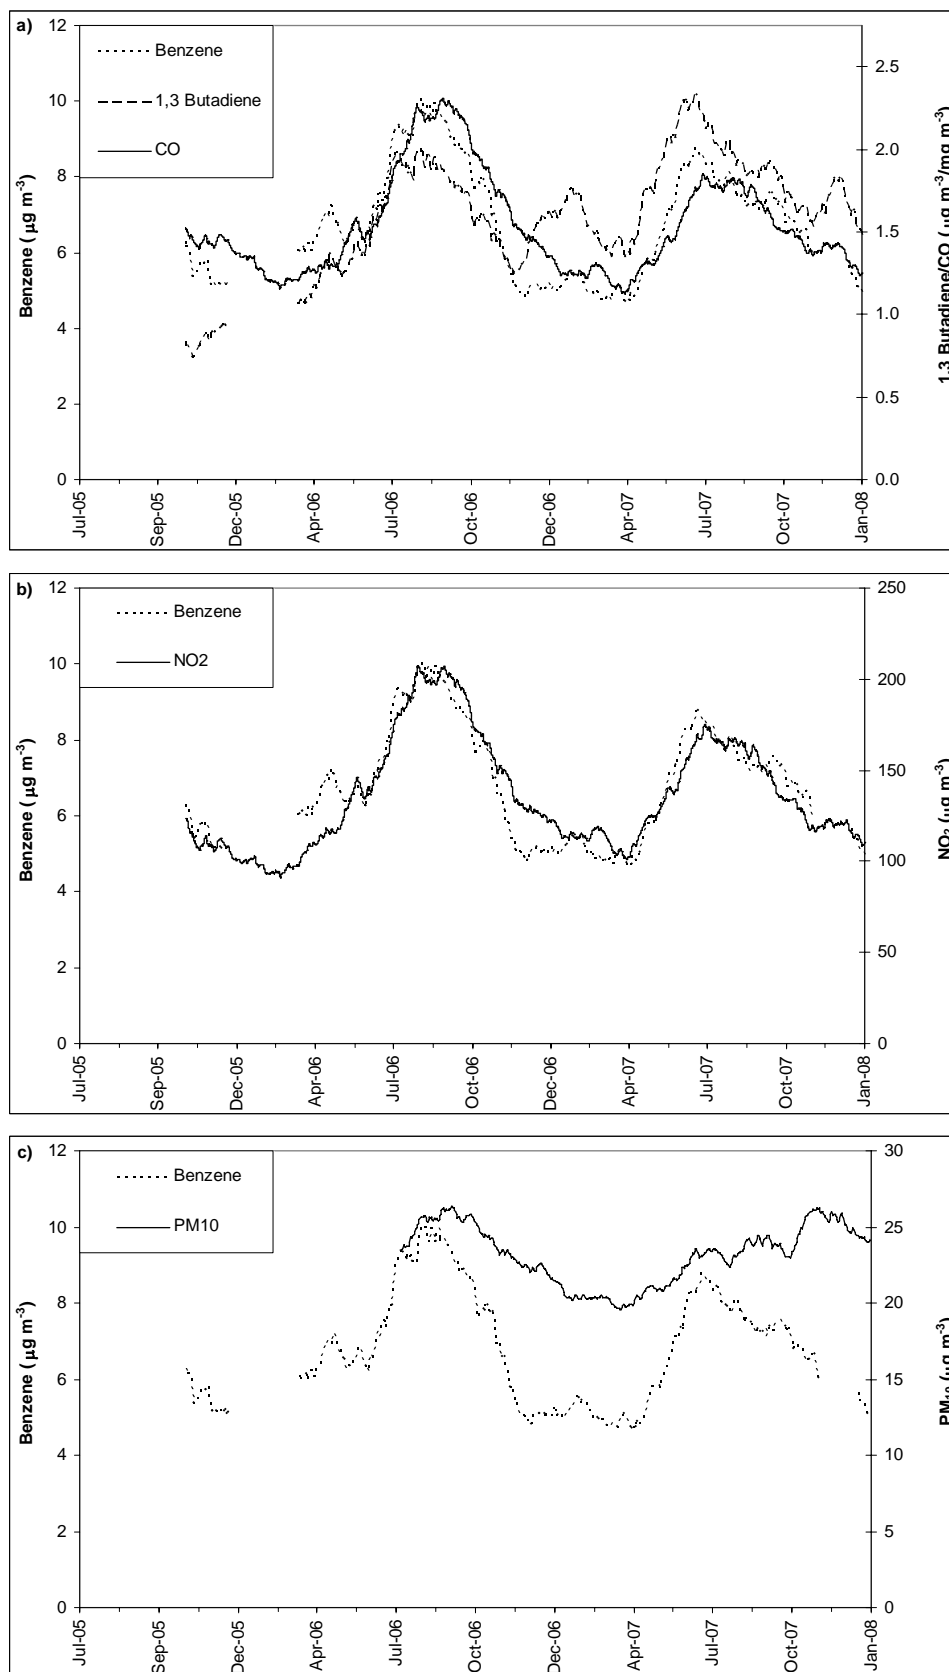 a)
12
10
8
6
4
2
0
Benzene ( µg m-3)
Benzene
1,3 Butadiene
CO
2.5
2.0
1.5
1.0
0.5
0.0
1,3 Butadiene/CO (µg m-3/mg m-3)
Jul-05
Sep-05
Dec-05
Apr-06
Jul-06
Oct-06
Dec-06
Apr-07
Jul-07
Oct-07
Jan-08
b)
12
10
8
6
4
2
0
Benzene ( µg m-3)
Benzene
NO2
250
200
150
100
50
0
NO2 (µg m-3)
Jul-05
Sep-05
Dec-05
Apr-06
Jul-06
Oct-06
Dec-06
Apr-07
Jul-07
Oct-07
Jan-08
c)
12
10
8
6
4
2
0
Benzene ( µg m-3)
Benzene
PM10
30
25
20
15
10
5
0
PM10 (µg m-3)
Jul-05
Sep-05
Dec-05
Apr-06
Jul-06
Oct-06
Dec-06
Apr-07
Jul-07
Oct-07
Jan-08